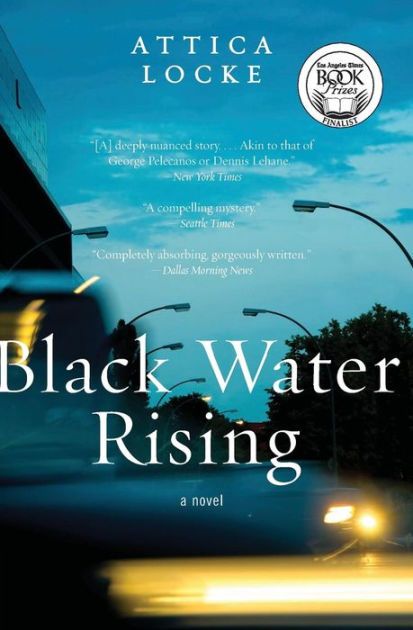 ATTICA
LOCKE
Los Angeles Times
BOOK
Prizes
FINALIST
"[A] deeply nuanced story. . . . Akin to that of
George Pelecanos or Dennis Lehane."
—New York Times
"A compelling mystery."
—Seattle Times
"Completely absorbing, gorgeously written."
—Dallas Morning News
Black Water
Rising
a novel